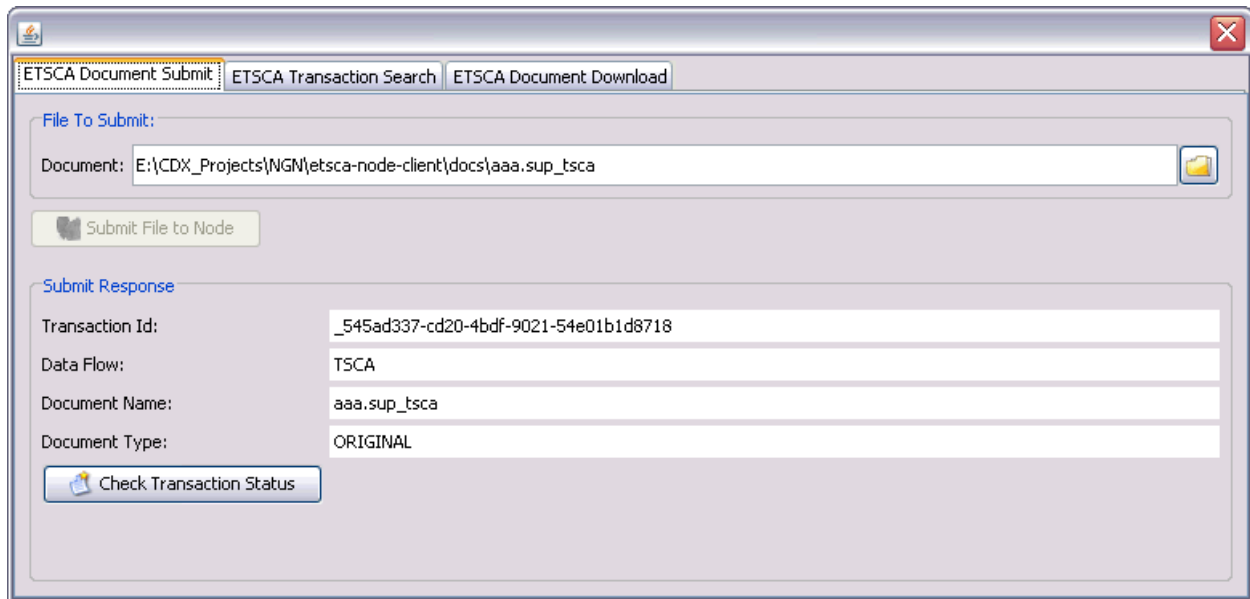 ETSCA Document Submit ETSCA Transaction Search ETSCA Document Download
File To Submit:
Document: E:\CDX_Projects\NGN\etsca-node-client\docs\aaa.sup_tsca
Submit File to Node
Submit Response
Transaction Id: _545ad337-cd20-4bdf-9021-54e01b1d8718
Data Flow: TSCA
Document Name: aaa.sup_tsca
Document Type: ORIGINAL
Check Transaction Status